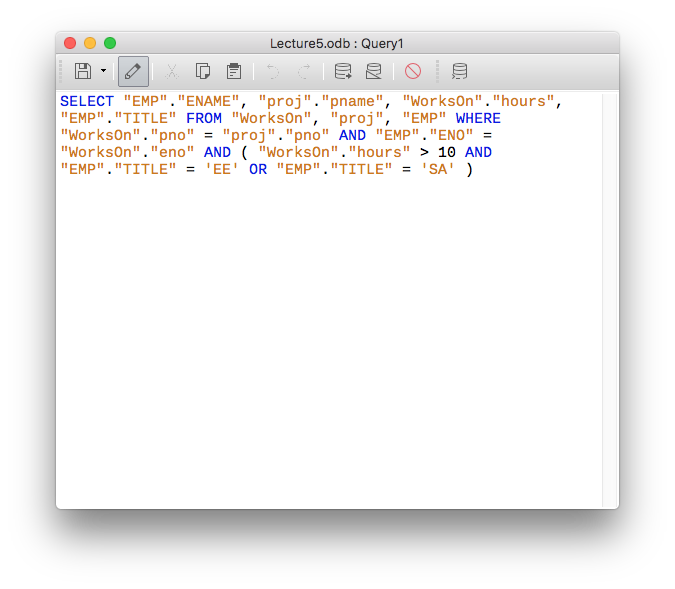 Lecture5.odb : Query1
SELECT "EMP"."ENAME", "proj"."pname", "WorksOn"."hours",
"EMP"."TITLE" FROM "WorksOn", "proj", "EMP" WHERE
"WorksOn"."pno" = "proj"."pno" AND "EMP"."ENO" =
"WorksOn"."eno" AND ( "WorksOn"."hours" > 10 AND
"EMP"."TITLE" = 'EE' OR "EMP"."TITLE" = 'SA' )